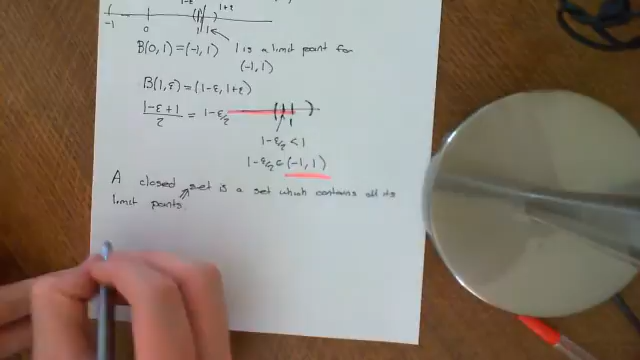 1-ε 1+ε
-1 0 1
B(0,1) = (-1,1) 1 is a limit point for
(-1,1)
B(1,ε) = (1-ε, 1+ε)
(1-ε+1)/2 = 1-ε/2
1
1-ε/2 < 1
1-ε/2 ∈ (-1,1)
A closed set is a set which contains all its
limit points.